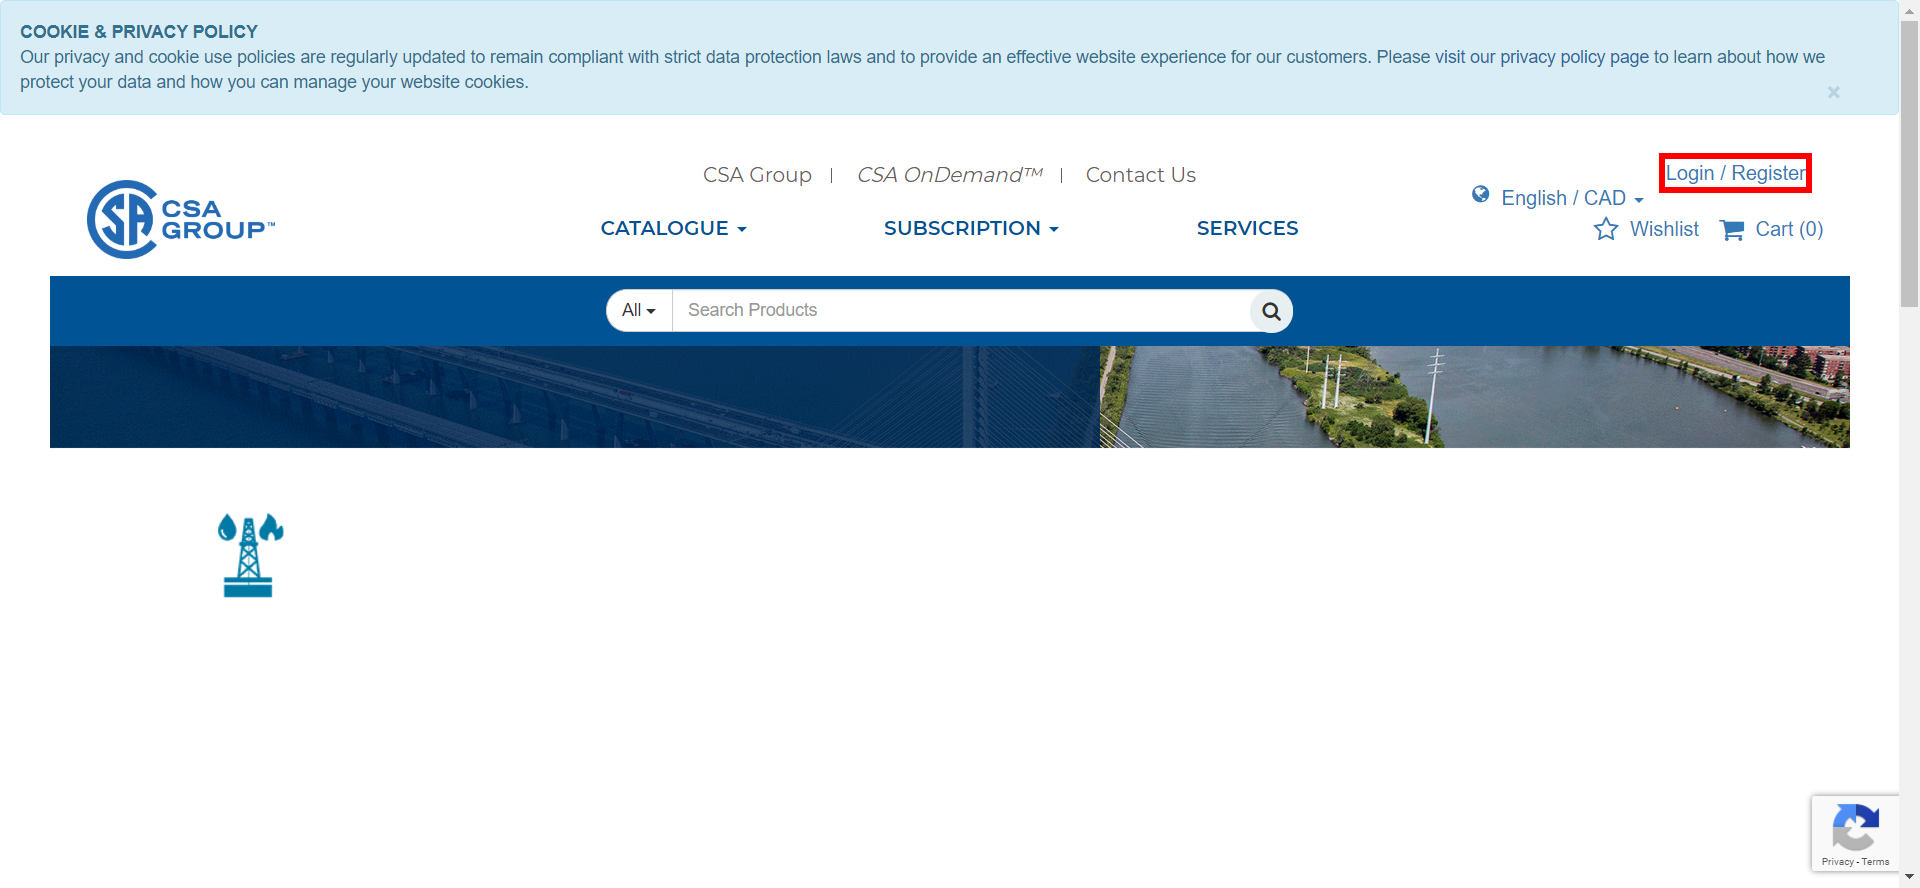 COOKIE & PRIVACY POLICY
Our privacy and cookie use policies are regularly updated to remain compliant with strict data protection laws and to provide an effective website experience for our customers. Please visit our privacy policy page to learn about how we
protect your data and how you can manage your website cookies.
×
CSA Group | CSA OnDemand™ | Contact Us
Login / Register
English / CAD
CSA
GROUP™
CATALOGUE
SUBSCRIPTION
SERVICES
Wishlist
Cart (0)
All
Search Products
Privacy - Terms